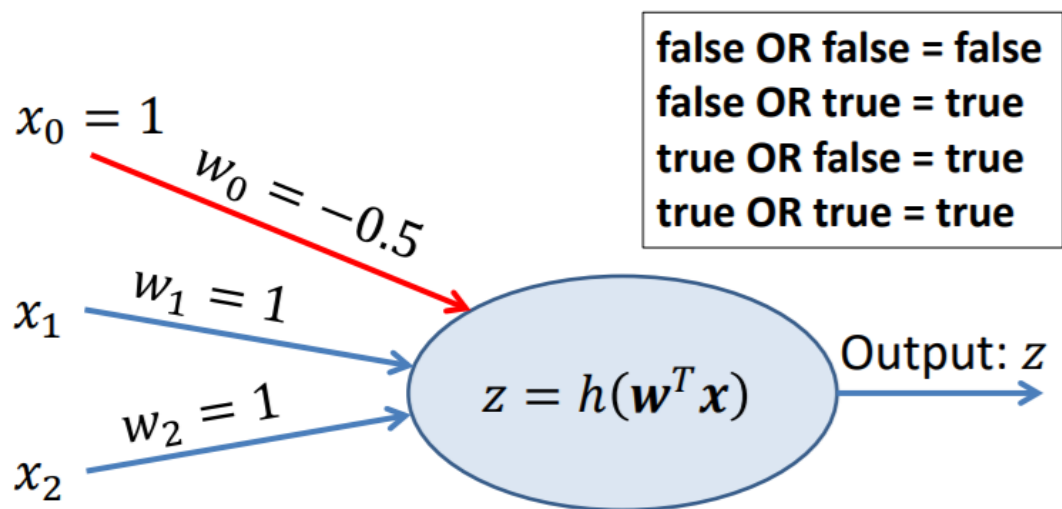 false OR false = false
false OR true = true
true OR false = true
true OR true = true
x₀ = 1
w₀ = −0.5
w₁ = 1
x₁
w₂ = 1
x₂
z = h(wᵀx)
Output: z